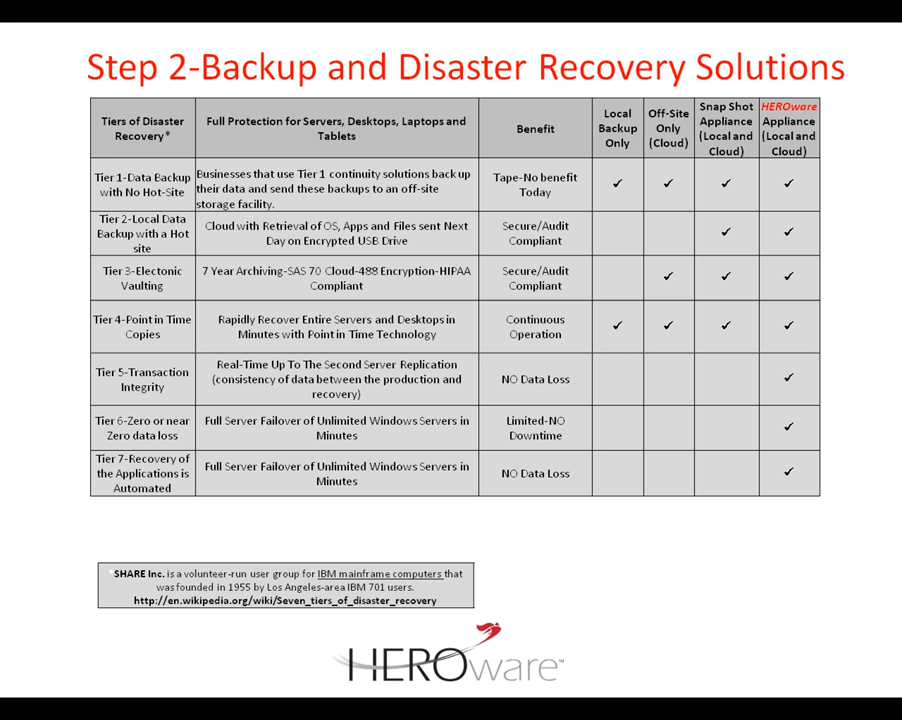 Step 2-Backup and Disaster Recovery Solutions
Tiers of Disaster
Recovery*
Full Protection for Servers, Desktops, Laptops and
Tablets
Benefit
Local
Backup
Only
Off-Site
Only
(Cloud)
Snap Shot
Appliance
(Local and
Cloud)
HEROware
Appliance
(Local and
Cloud)
Tier 1-Data Backup
with No Hot-Site
Businesses that use Tier 1 continuity solutions back up
their data and send these backups to an off-site
storage facility.
Tape-No benefit
Today
✓ ✓ ✓ ✓
Tier 2-Local Data
Backup with a Hot
site
Cloud with Retrieval of OS, Apps and Files sent Next
Day on Encrypted USB Drive
Secure/Audit
Compliant
✓ ✓
Tier 3-Electonic
Vaulting
7 Year Archiving-SAS 70 Cloud-488 Encryption-HIPAA
Compliant
Secure/Audit
Compliant
✓ ✓ ✓
Tier 4-Point in Time
Copies
Rapidly Recover Entire Servers and Desktops in
Minutes with Point in Time Technology
Continuous
Operation
✓ ✓ ✓ ✓
Tier 5-Transaction
Integrity
Real-Time Up To The Second Server Replication
(consistency of data between the production and
recovery)
NO Data Loss
✓
Tier 6-Zero or near
Zero data loss
Full Server Failover of Unlimited Windows Servers in
Minutes
Limited-NO
Downtime
✓
Tier 7-Recovery of
the Applications is
Automated
Full Server Failover of Unlimited Windows Servers in
Minutes
NO Data Loss
✓
*SHARE Inc. is a volunteer-run user group for IBM mainframe computers that
was founded in 1955 by Los Angeles-area IBM 701 users.
http://en.wikipedia.org/wiki/Seven_tiers_of_disaster_recovery
HEROware™